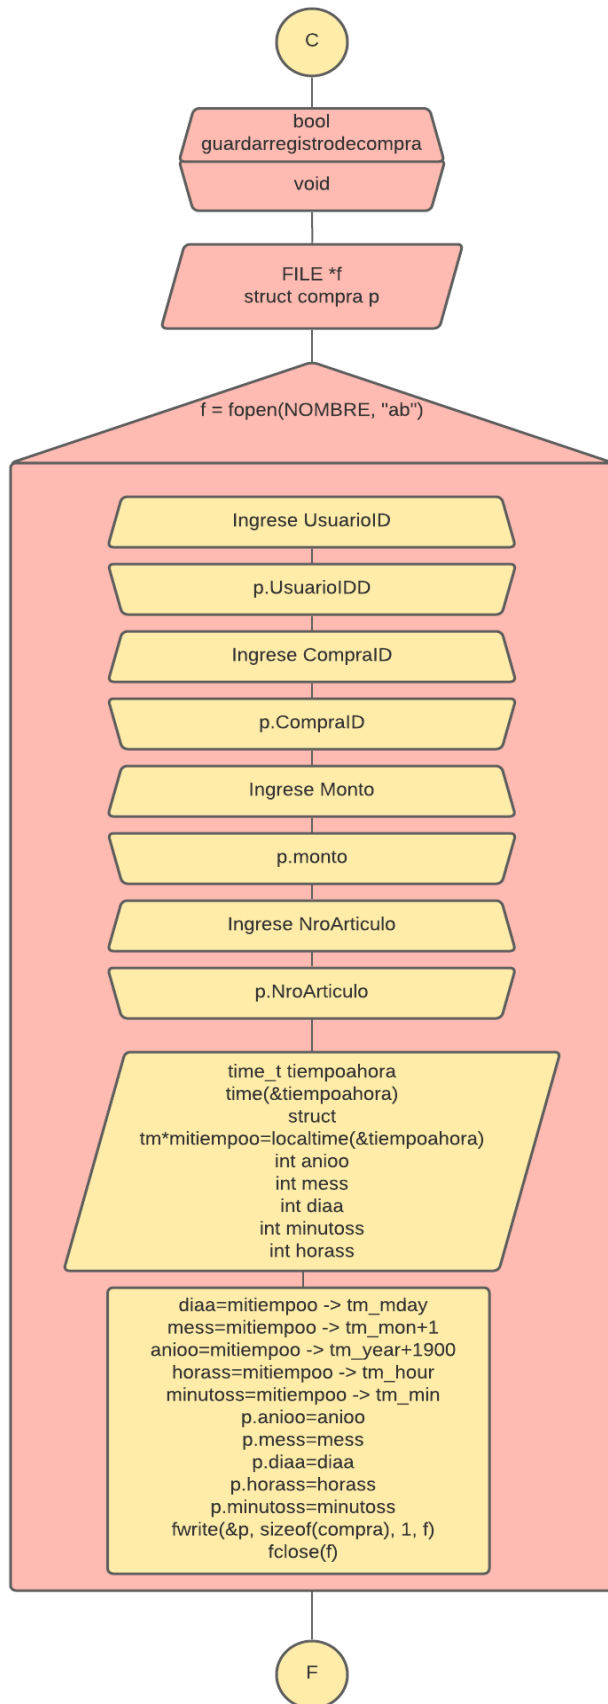 C
bool
guardarregistrodecompra
void
FILE *f
struct compra p
f = fopen(NOMBRE, "ab")
Ingrese UsuarioID
p.UsuarioIDD
Ingrese CompraID
p.CompraID
Ingrese Monto
p.monto
Ingrese NroArticulo
p.NroArticulo
time_t tiempoahora
time(&tiempoahora)
struct
tm*mitiempoo=localtime(&tiempoahora)
int anioo
int mess
int diaa
int minutoss
int horass
diaa=mitiempoo -> tm_mday
mess=mitiempoo -> tm_mon+1
anioo=mitiempoo -> tm_year+1900
horass=mitiempoo -> tm_hour
minutoss=mitiempoo -> tm_min
p.anioo=anioo
p.mess=mess
p.diaa=diaa
p.horass=horass
p.minutoss=minutoss
fwrite(&p, sizeof(compra), 1, f)
fclose(f)
F